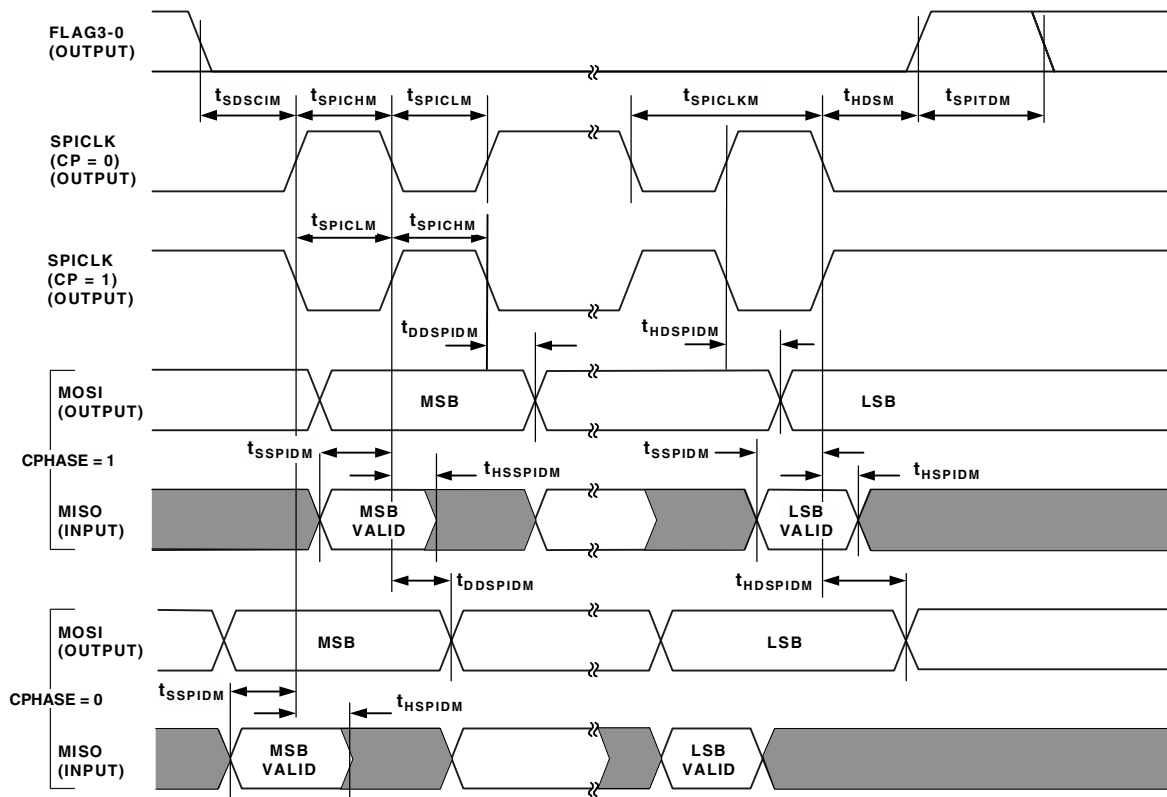 FLAG3-0
(OUTPUT)
tSDSCIM
tSPICHM
tSPICLM
tSPICLKM
tHDSM
tSPITDM
SPICLK
(CP = 0)
(OUTPUT)
tSPICLM
tSPICHM
SPICLK
(CP = 1)
(OUTPUT)
tDDSPIDM
tHDSPIDM
MOSI
(OUTPUT)
MSB
LSB
CPHASE = 1
tSSPIDM
tHSSPIDM
tSSPIDM
tHSPIDM
MISO
(INPUT)
MSB
VALID
LSB
VALID
tDDSPIDM
tHDSPIDM
MOSI
(OUTPUT)
MSB
LSB
CPHASE = 0
tSSPIDM
tHSPIDM
MISO
(INPUT)
MSB
VALID
LSB
VALID